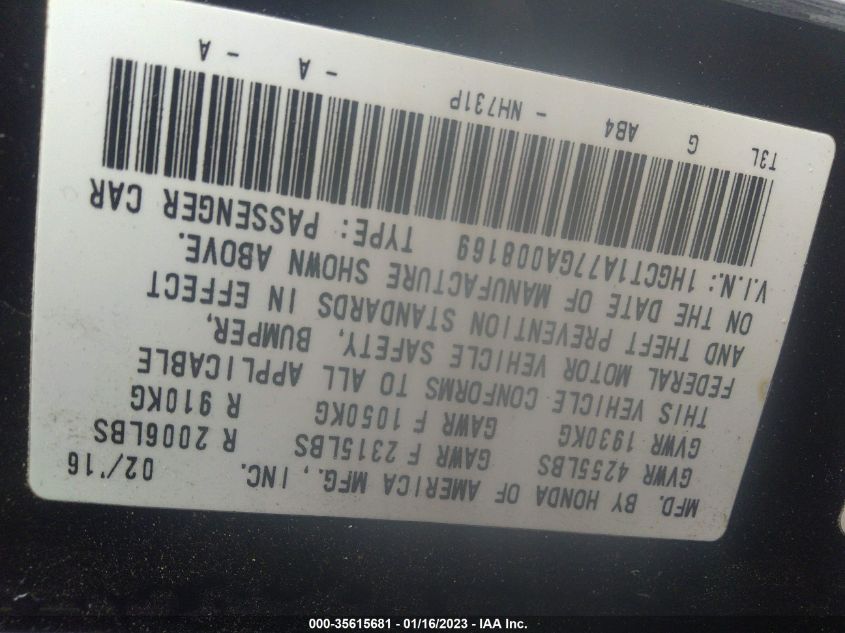 MFD. BY HONDA OF AMERICA MFG., INC. 02/'16
GVWR 4255LBS GAWR F 2315LBS R 2006LBS
GVWR 1930KG GAWR F 1050KG R 910KG
THIS VEHICLE CONFORMS TO ALL APPLICABLE
FEDERAL MOTOR VEHICLE SAFETY, BUMPER,
AND THEFT PREVENTION STANDARDS IN EFFECT
ON THE DATE OF MANUFACTURE SHOWN ABOVE.
V.I.N.: 1HGCT1A77GA008169 TYPE: PASSENGER CAR
T3L G AB4 - NH731P - A - A
000-35615681 - 01/16/2023 - IAA Inc.